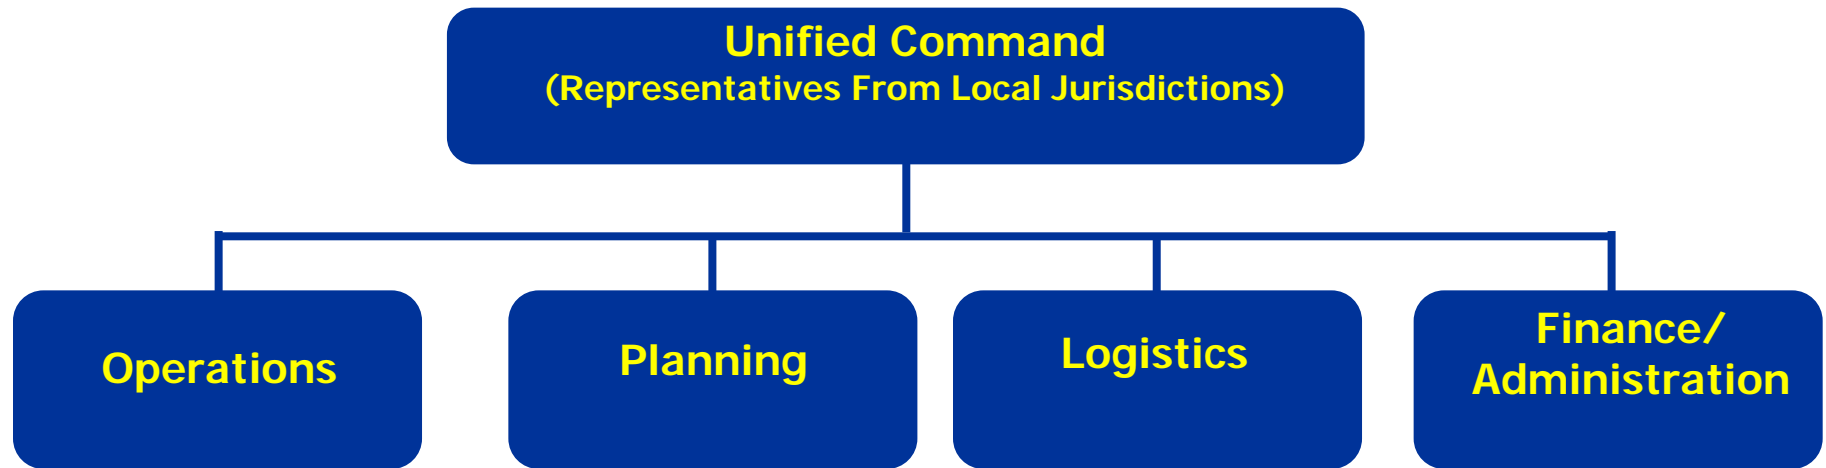 Unified Command
(Representatives From Local Jurisdictions)
Operations
Planning
Logistics
Finance/
Administration